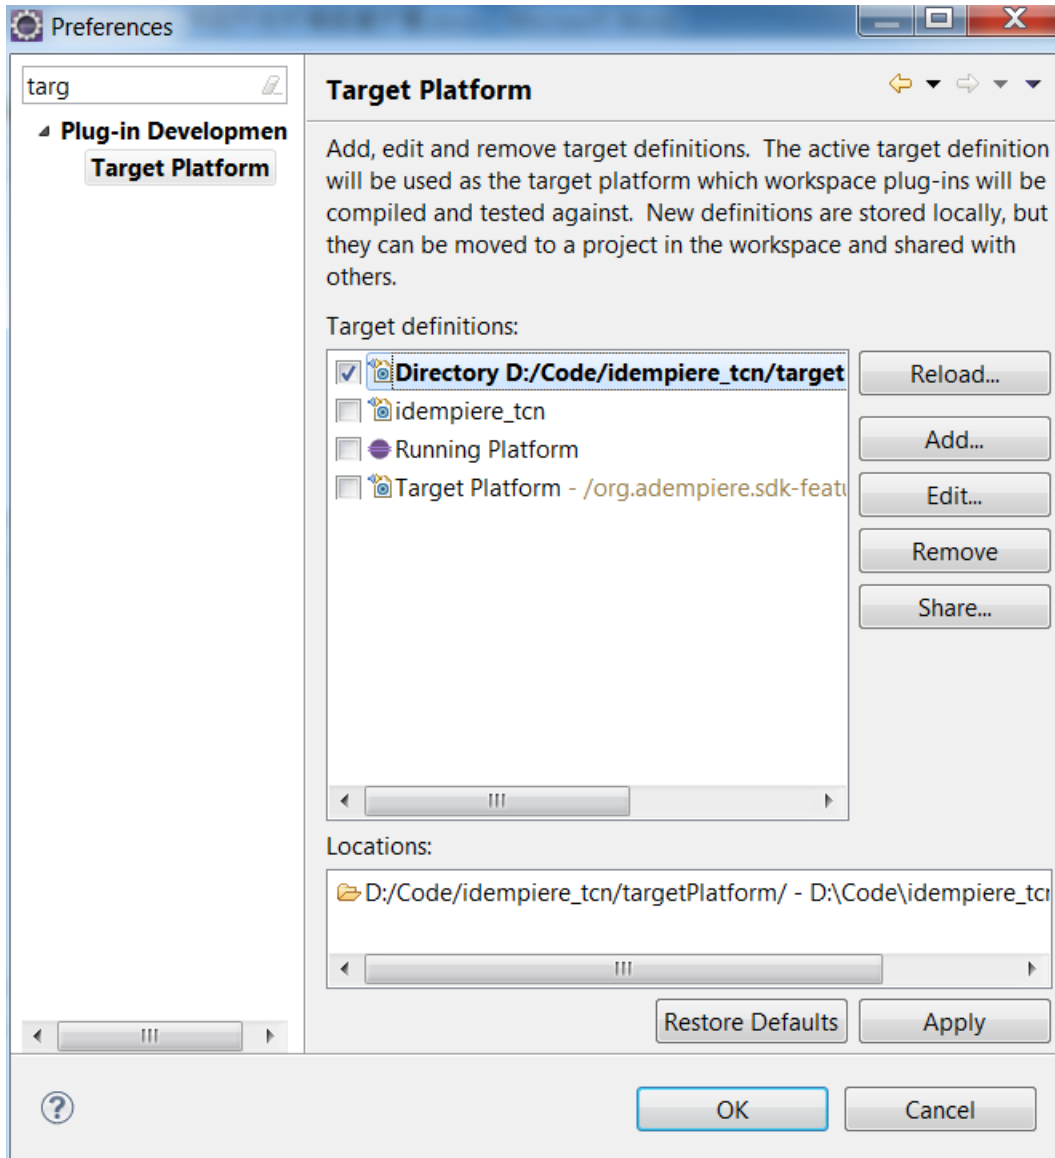 Preferences
targ
Plug-in Developmen
Target Platform
Target Platform
Add, edit and remove target definitions. The active target definition
will be used as the target platform which workspace plug-ins will be
compiled and tested against. New definitions are stored locally, but
they can be moved to a project in the workspace and shared with
others.
Target definitions:
Directory D:/Code/idempiere_tcn/target
idempiere_tcn
Running Platform
Target Platform - /org.adempiere.sdk-featu
Reload...
Add...
Edit...
Remove
Share...
Locations:
D:/Code/idempiere_tcn/targetPlatform/ - D:\Code\idempiere_tcn
Restore Defaults
Apply
OK
Cancel